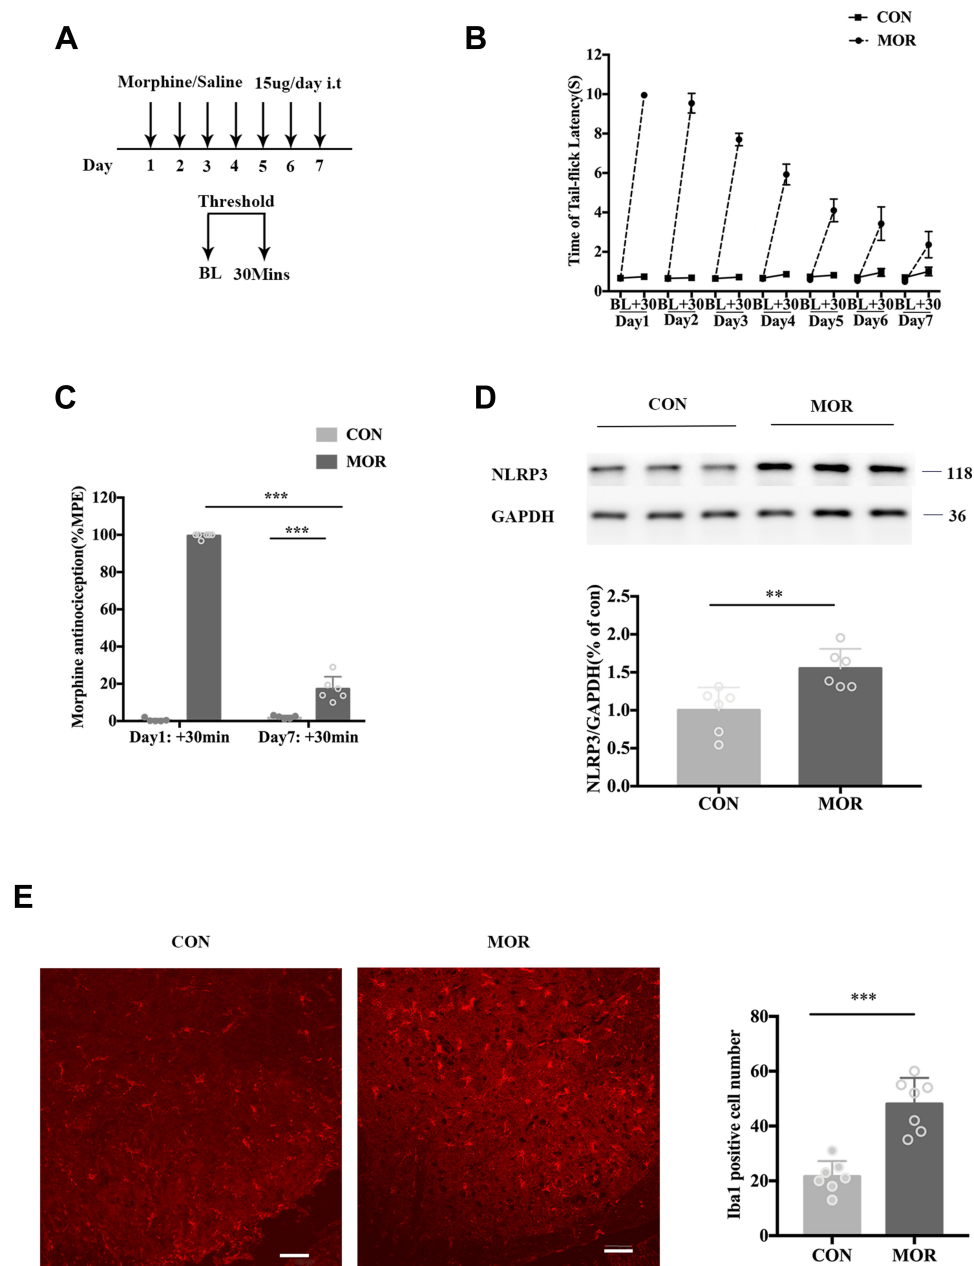 A
Morphine/Saline 15ug/day i.t
Day 1 2 3 4 5 6 7
Threshold
BL 30Mins
B
CON
MOR
Time of Tail-flick Latency(S)
12
10
8
6
4
2
0
BL+30 BL+30 BL+30 BL+30 BL+30 BL+30 BL+30
Day1 Day2 Day3 Day4 Day5 Day6 Day7
C
CON
MOR
Morphine antinociception(%MPE)
120
100
80
60
40
20
0
***
***
Day1: +30min Day7: +30min
D
CON MOR
NLRP3 118
GAPDH 36
NLRP3/GAPDH(% of con)
2.5
2.0
1.5
1.0
0.5
0.0
**
CON MOR
E
CON MOR
Iba1 positive cell number
80
60
40
20
0
***
CON MOR